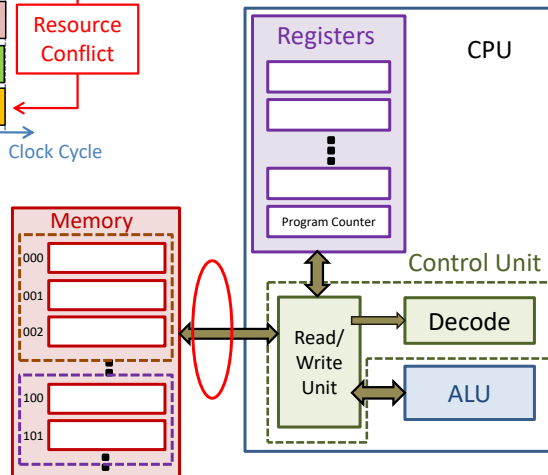 Resource
Conflict
Clock Cycle
Registers
CPU
Program Counter
Memory
000
001
002
100
101
Control Unit
Read/
Write
Unit
Decode
ALU